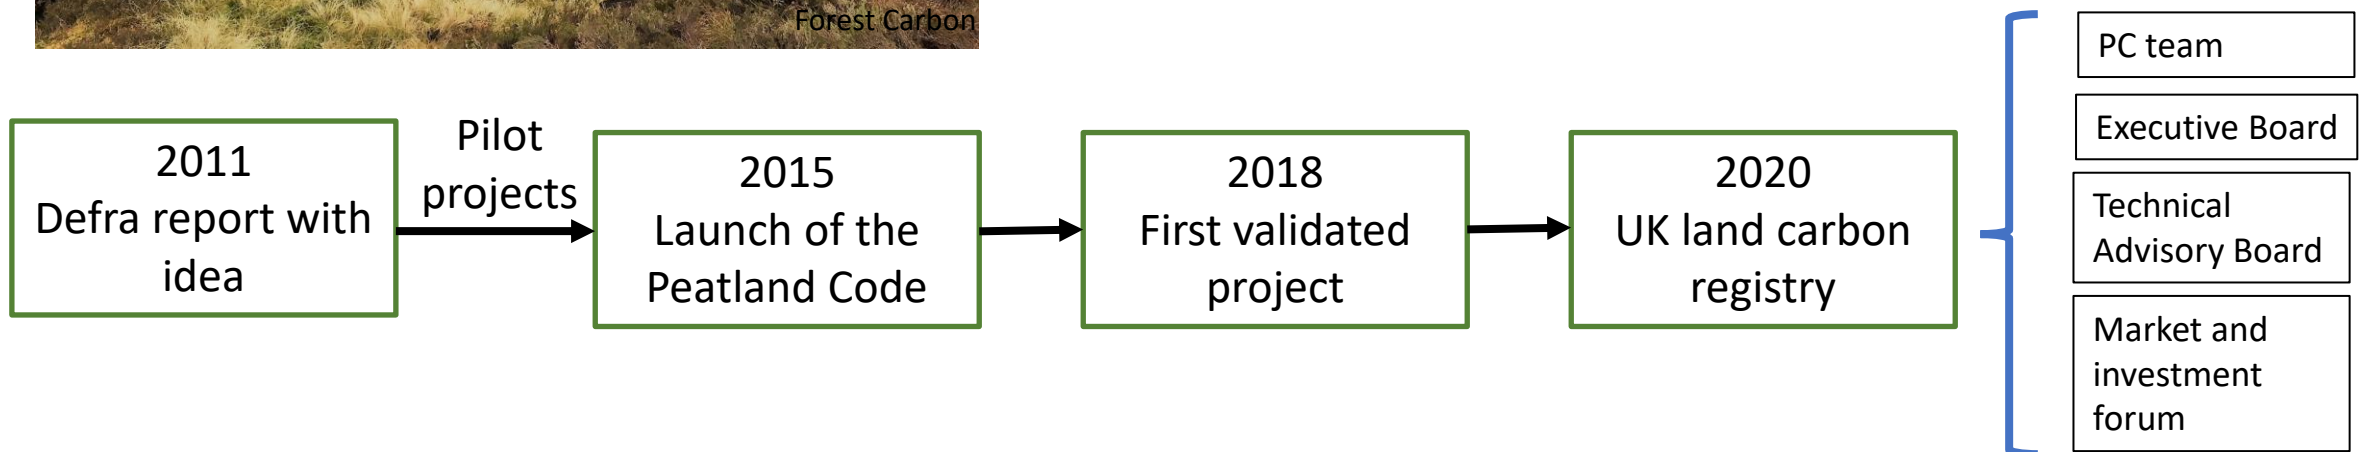 Forest Carbon
2011
Defra report with
idea
Pilot
projects
2015
Launch of the
Peatland Code
2018
First validated
project
2020
UK land carbon
registry
PC team
Executive Board
Technical
Advisory Board
Market and
investment
forum